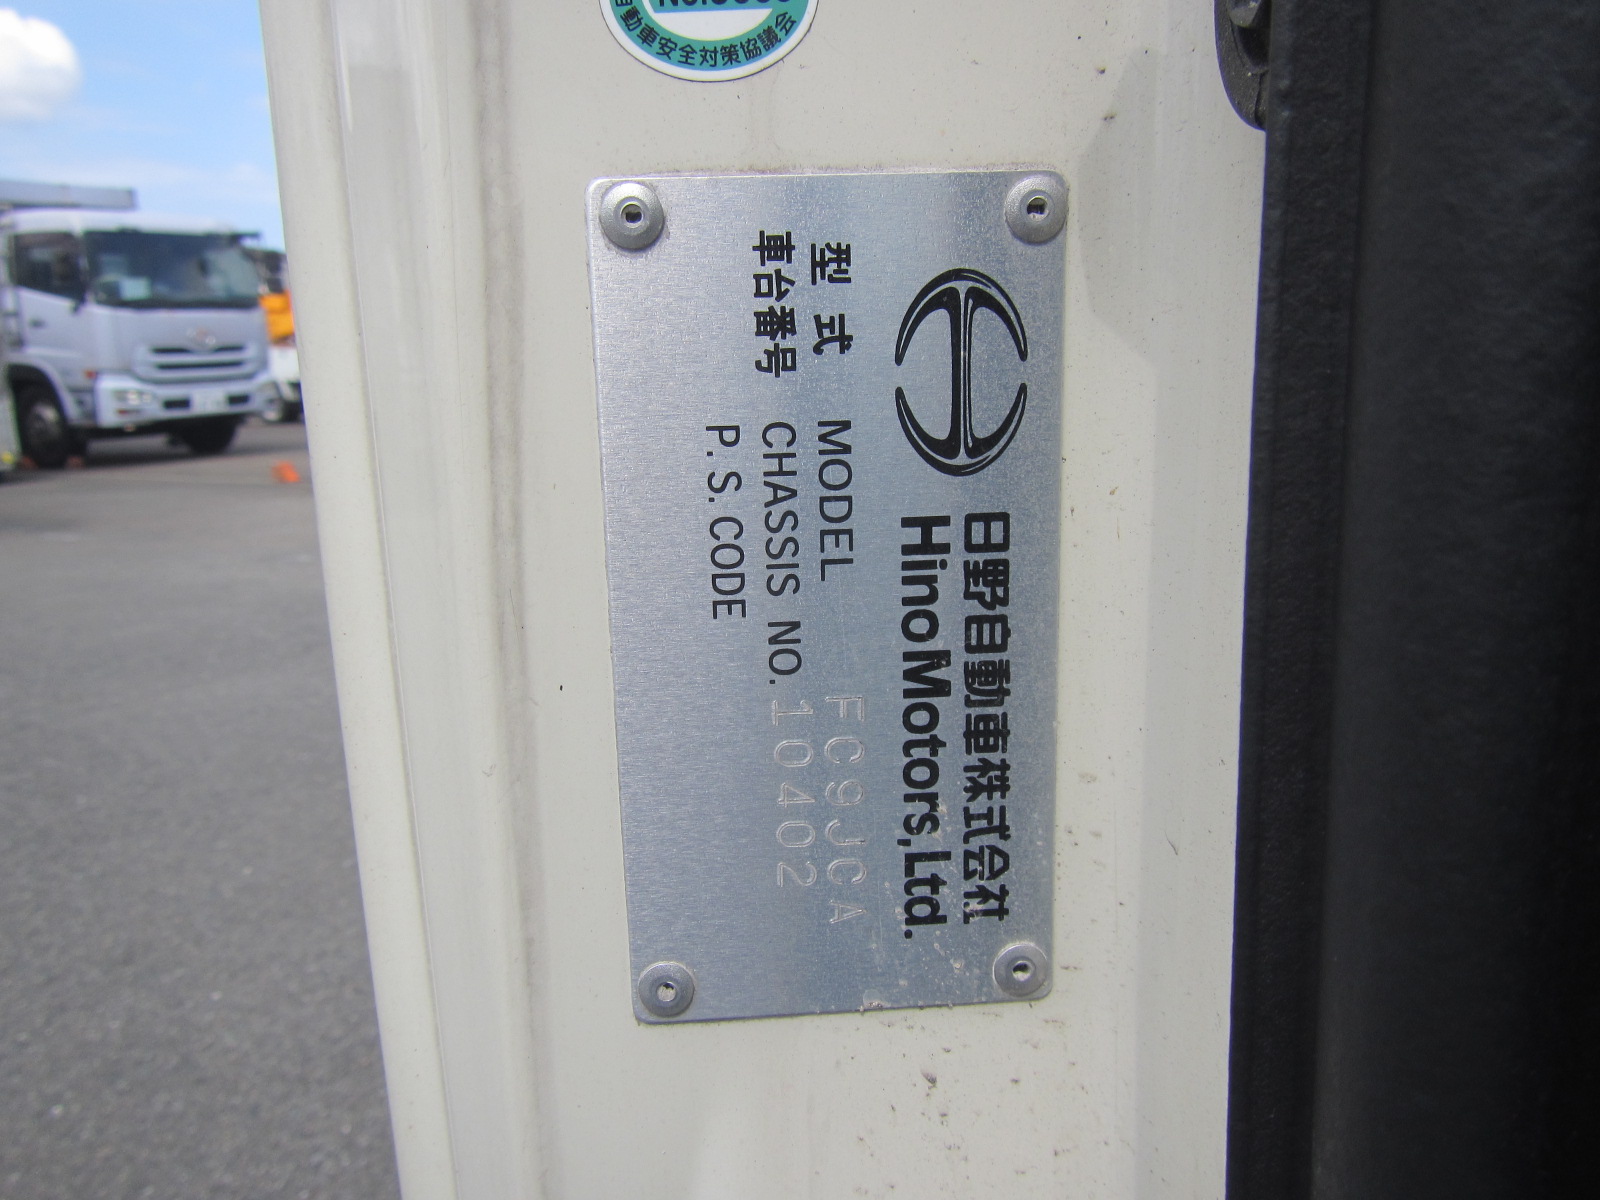 自動車安全対策協議会
日野自動車株式会社
Hino Motors, Ltd.
型式 MODEL FC9JCA
車台番号 CHASSIS NO. 10402
P.S.CODE